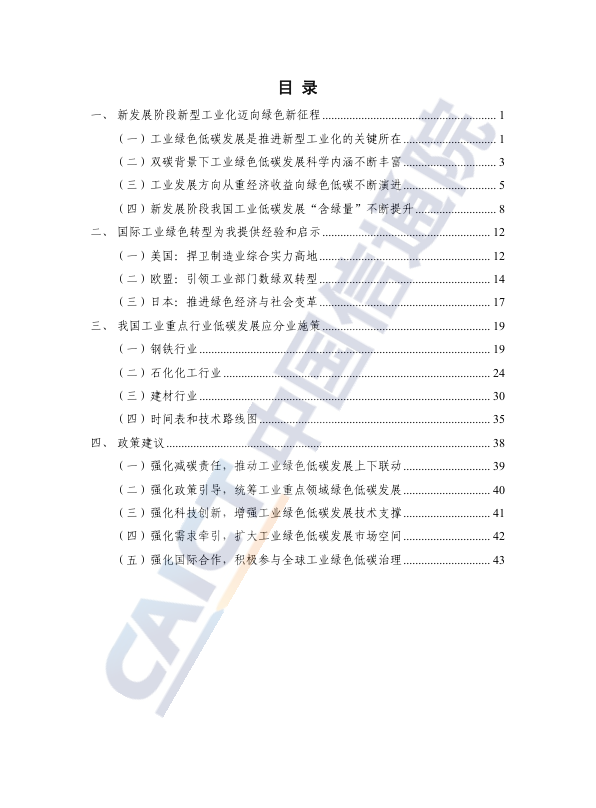 目 录
一、 新发展阶段新型工业化迈向绿色新征程 1
（一）工业绿色低碳发展是推进新型工业化的关键所在 1
（二）双碳背景下工业绿色低碳发展科学内涵不断丰富 3
（三）工业发展方向从重经济收益向绿色低碳不断演进 5
（四）新发展阶段我国工业低碳发展“含绿量”不断提升 8
二、 国际工业绿色转型为我提供经验和启示 12
（一）美国：捍卫制造业综合实力高地 12
（二）欧盟：引领工业部门数绿双转型 14
（三）日本：推进绿色经济与社会变革 17
三、 我国工业重点行业低碳发展应分业施策 19
（一）钢铁行业 19
（二）石化化工行业 24
（三）建材行业 30
（四）时间表和技术路线图 35
四、 政策建议 38
（一）强化减碳责任，推动工业绿色低碳发展上下联动 39
（二）强化政策引导，统筹工业重点领域绿色低碳发展 40
（三）强化科技创新，增强工业绿色低碳发展技术支撑 41
（四）强化需求牵引，扩大工业绿色低碳发展市场空间 42
（五）强化国际合作，积极参与全球工业绿色低碳治理 43
CAICT 中国信通院